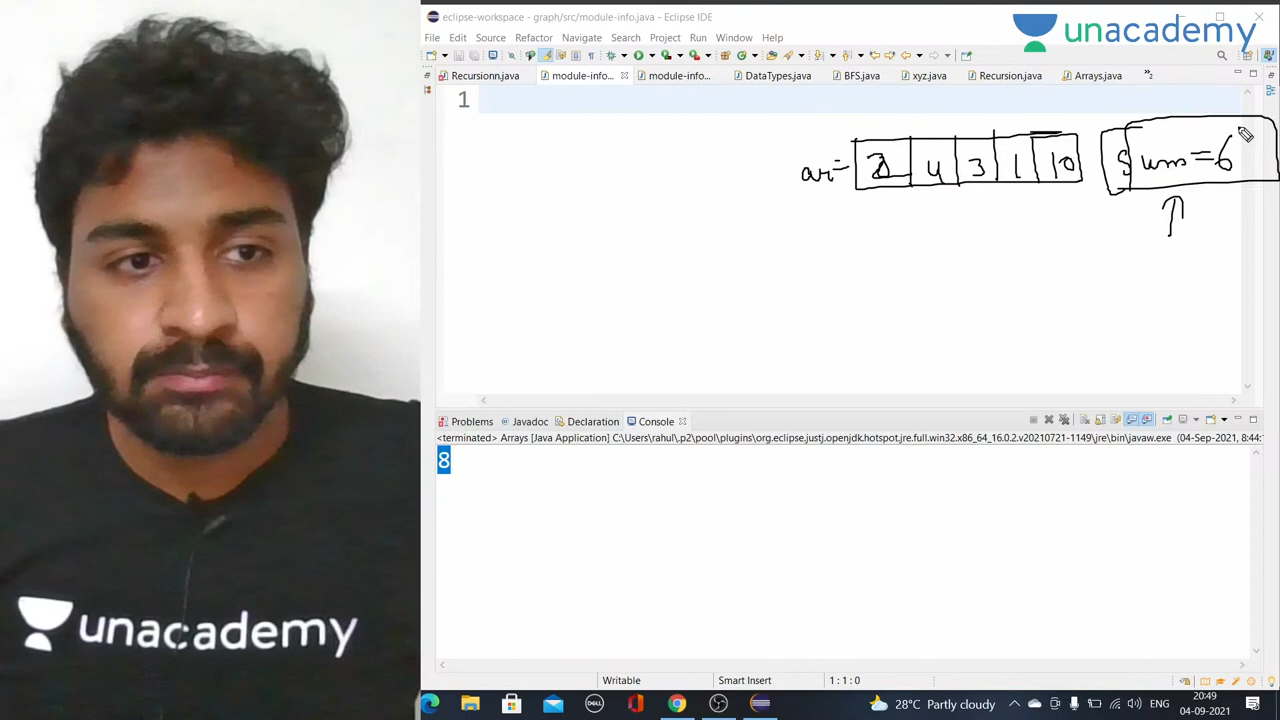 eclipse-workspace - graph/src/module-info.java - Eclipse IDE
unacademy
File Edit Source Refactor Navigate Search Project Run Window Help
Recursionn.java module-info... module-info... DataTypes.java BFS.java xyz.java Recursion.java Arrays.java »2
1
ar= 2 4 3 1 10 Sum=6
Problems Javadoc Declaration Console
<terminated> Arrays [Java Application] C:\Users\rahul\.p2\pool\plugins\org.eclipse.justj.openjdk.hotspot.jre.full.win32.x86_64_16.0.2.v20210721-1149\jre\bin\javaw.exe (04-Sep-2021, 8:44:
8
unacademy
Writable Smart Insert 1 : 1 : 0
DELL 28°C Partly cloudy ENG 20:49
04-09-2021